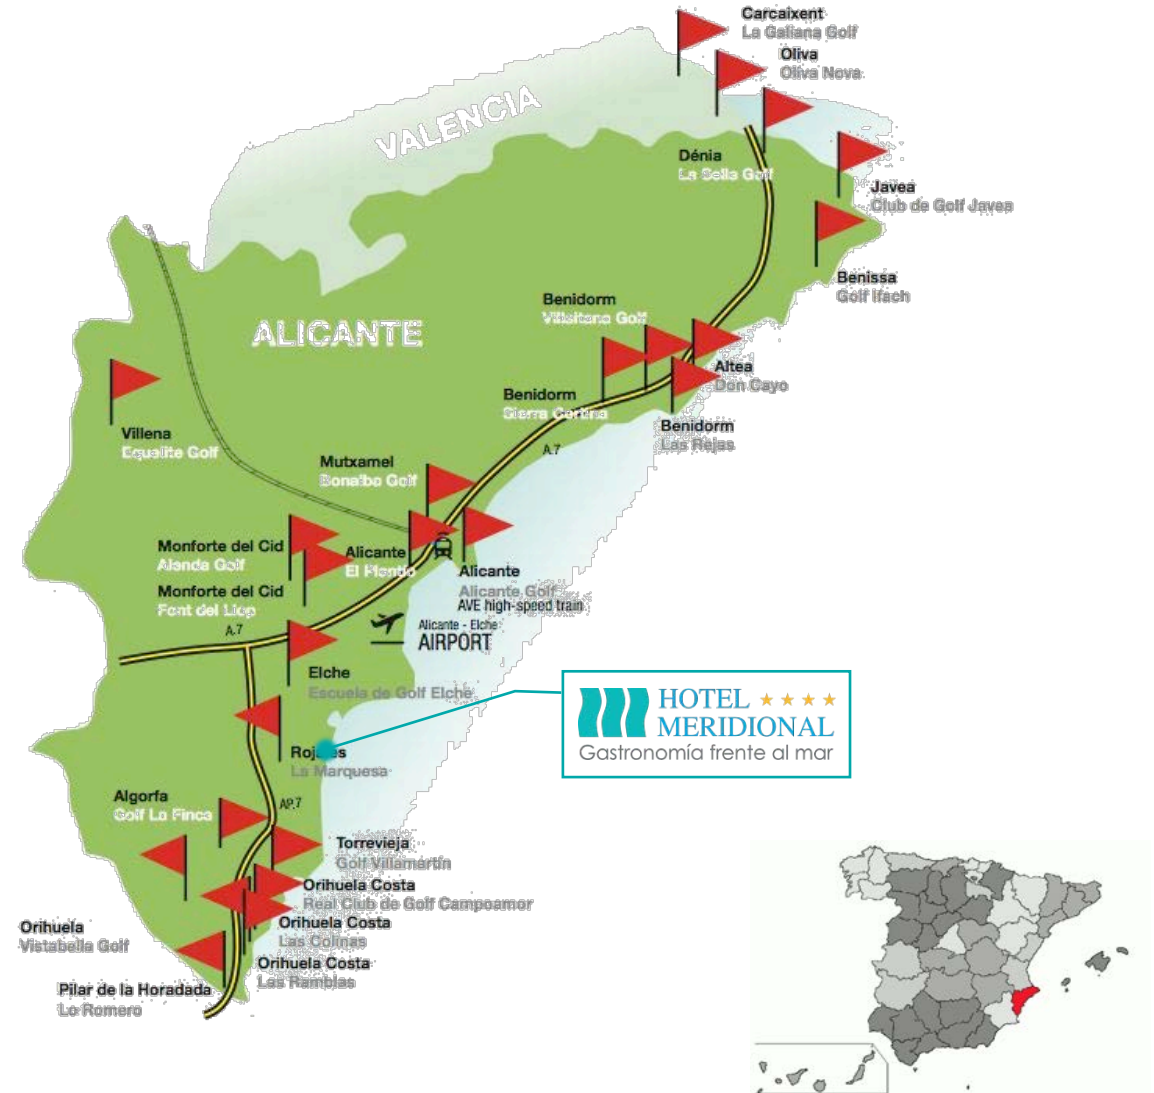 Carcaixent
La Galiana Golf
Oliva
Oliva Nova
VALENCIA
Dénia
La Sella Golf
Javea
Club de Golf Javea
Benissa
Golf Ifach
Benidorm
Villaitana Golf
ALICANTE
Altea
Don Cayo
Benidorm
Sierra Cortina
Benidorm
Las Rejas
Villena
Equelite Golf
A.7
Mutxamel
Bonalba Golf
Monforte del Cid
Alenda Golf
Alicante
El Plantío
Alicante
Alicante Golf
AVE high-speed train
Monforte del Cid
Font del Llop
A.7
Alicante - Elche
AIRPORT
Elche
Escuela de Golf Elche
HOTEL ★★★★
MERIDIONAL
Gastronomía frente al mar
Rojales
La Marquesa
Algorfa
Golf La Finca
AP.7
Torrevieja
Golf Villamartín
Orihuela Costa
Real Club de Golf Campoamor
Orihuela Costa
Las Colinas
Orihuela
Vistabella Golf
Orihuela Costa
Las Ramblas
Pilar de la Horadada
Lo Romero